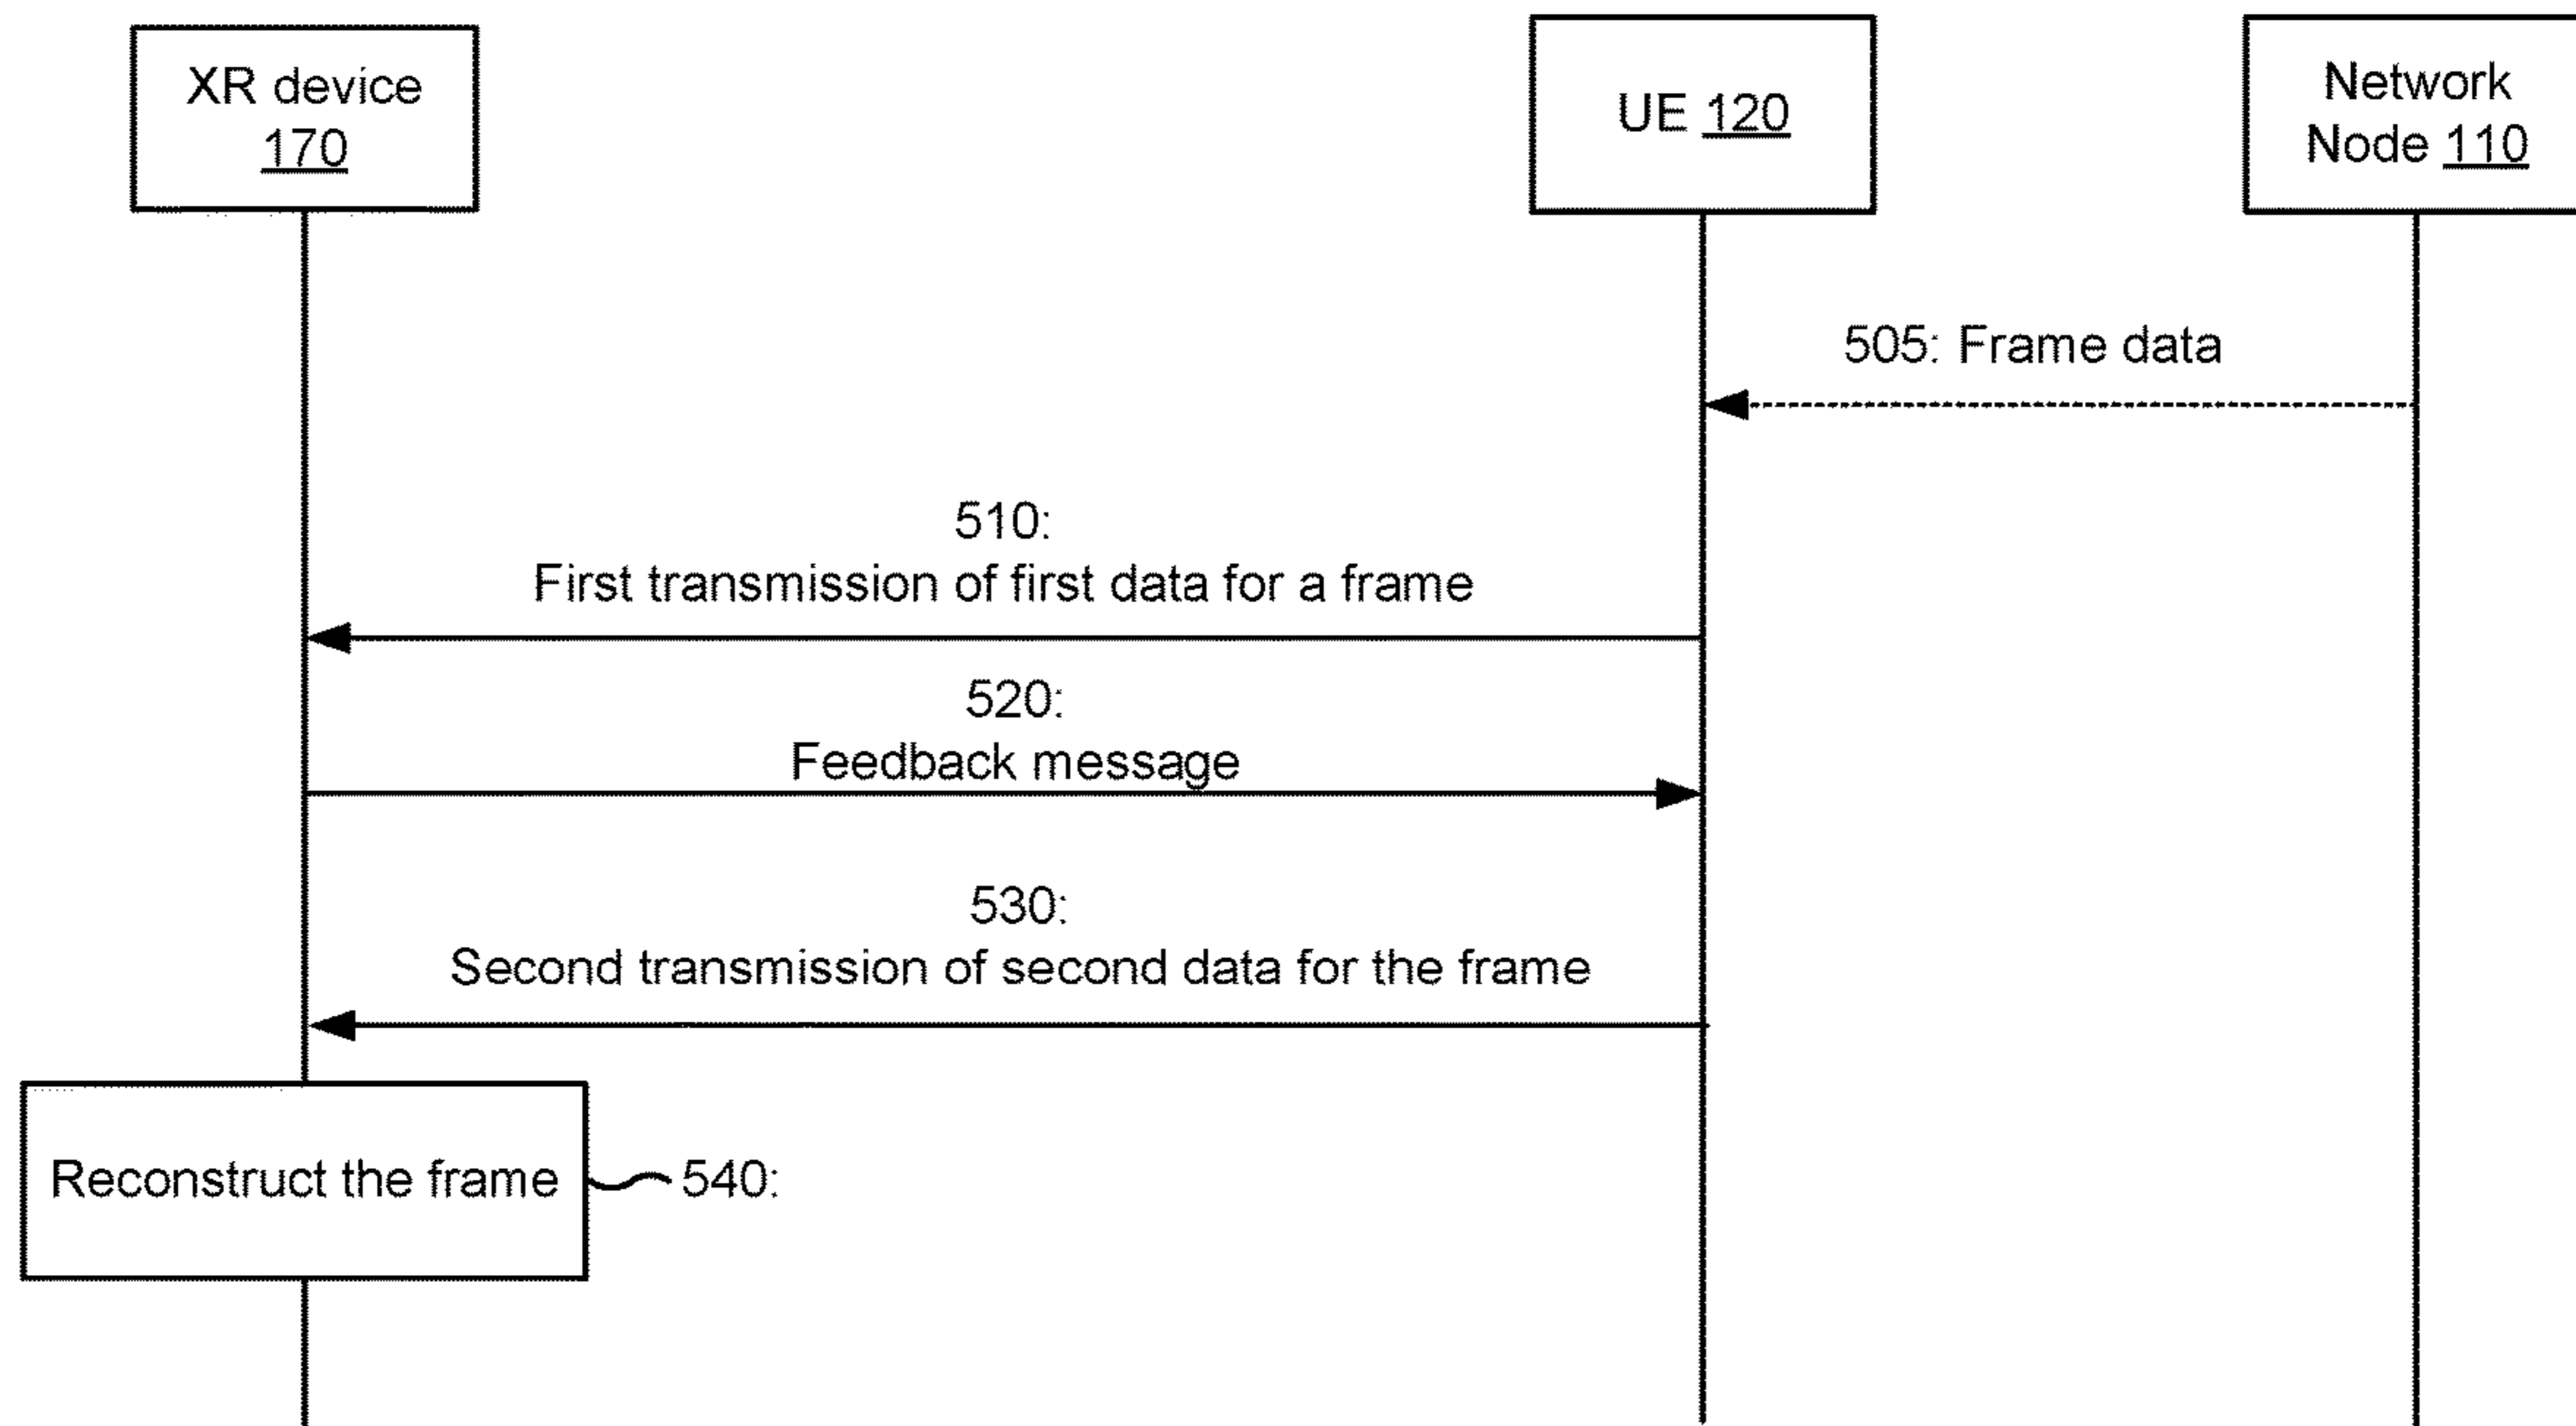 XR device
170
UE 120
Network
Node 110
505: Frame data
510:
First transmission of first data for a frame
520:
Feedback message
530:
Second transmission of second data for the frame
Reconstruct the frame
540: